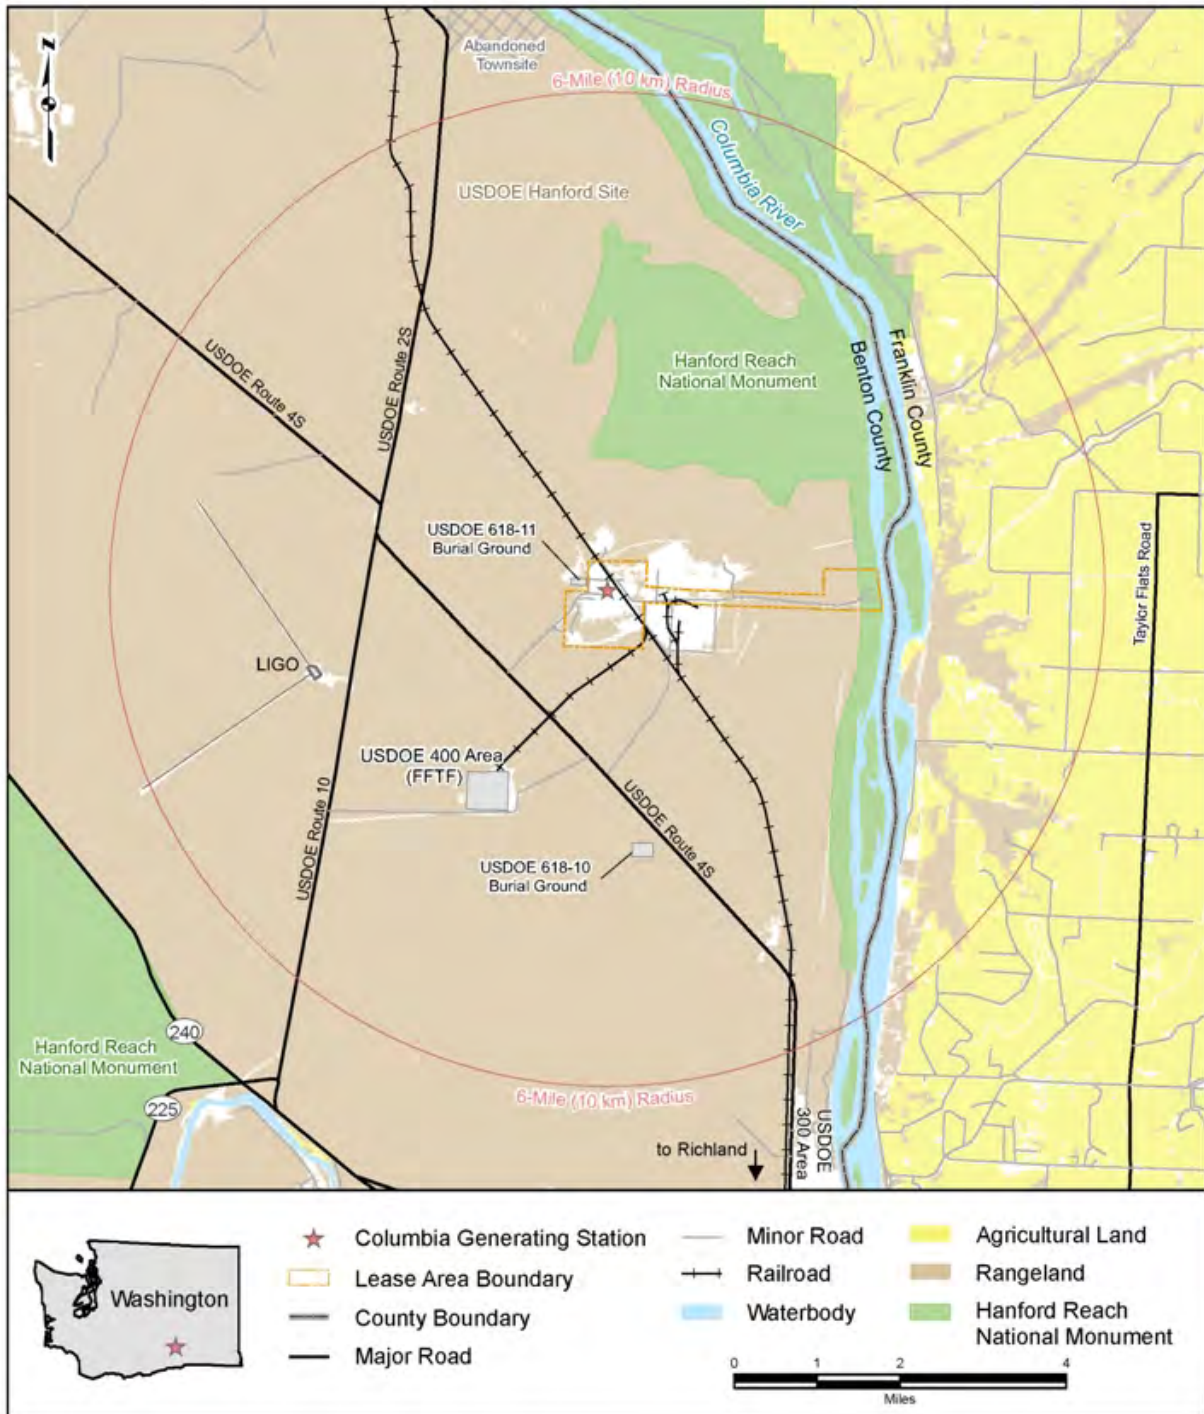 N
Abandoned
Townsite
6-Mile (10 km) Radius
Columbia River
USDOE Hanford Site
USDOE Route 4S
USDOE Route 2S
Hanford Reach
National Monument
Franklin County
Benton County
USDOE 618-11
Burial Ground
Taylor Flats Road
LIGO
USDOE 400 Area
(FFTF)
USDOE Route 10
USDOE Route 4S
USDOE 618-10
Burial Ground
240
Hanford Reach
National Monument
225
6-Mile (10 km) Radius
to Richland
USDOE
300 Area
Washington
Columbia Generating Station
Lease Area Boundary
County Boundary
Major Road
Minor Road
Railroad
Waterbody
Agricultural Land
Rangeland
Hanford Reach
National Monument
0 1 2 4
Miles